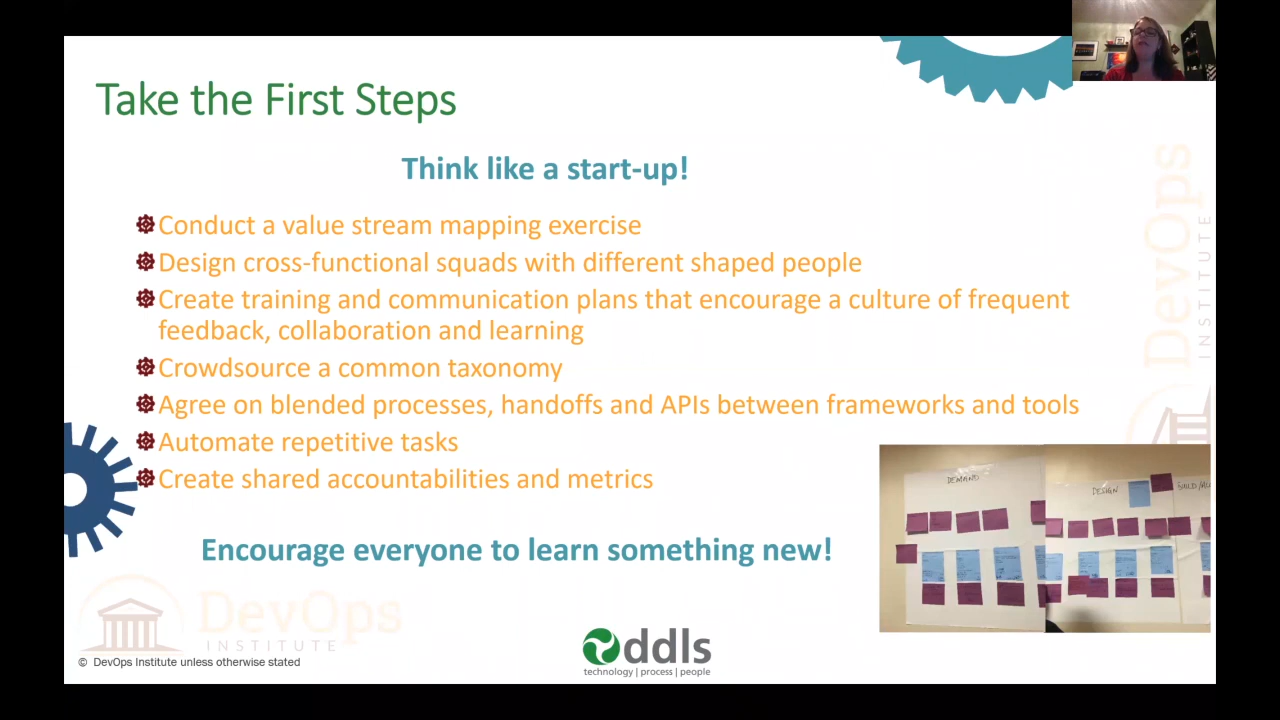 Take the First Steps
Think like a start-up!
Conduct a value stream mapping exercise
Design cross-functional squads with different shaped people
Create training and communication plans that encourage a culture of frequent
feedback, collaboration and learning
Crowdsource a common taxonomy
Agree on blended processes, handoffs and APIs between frameworks and tools
Automate repetitive tasks
Create shared accountabilities and metrics
Encourage everyone to learn something new!
DevOps
INSTITUTE
DEMAND
DESIGN
DevOps
INSTITUTE
© DevOps Institute unless otherwise stated
ddls
technology | process | people